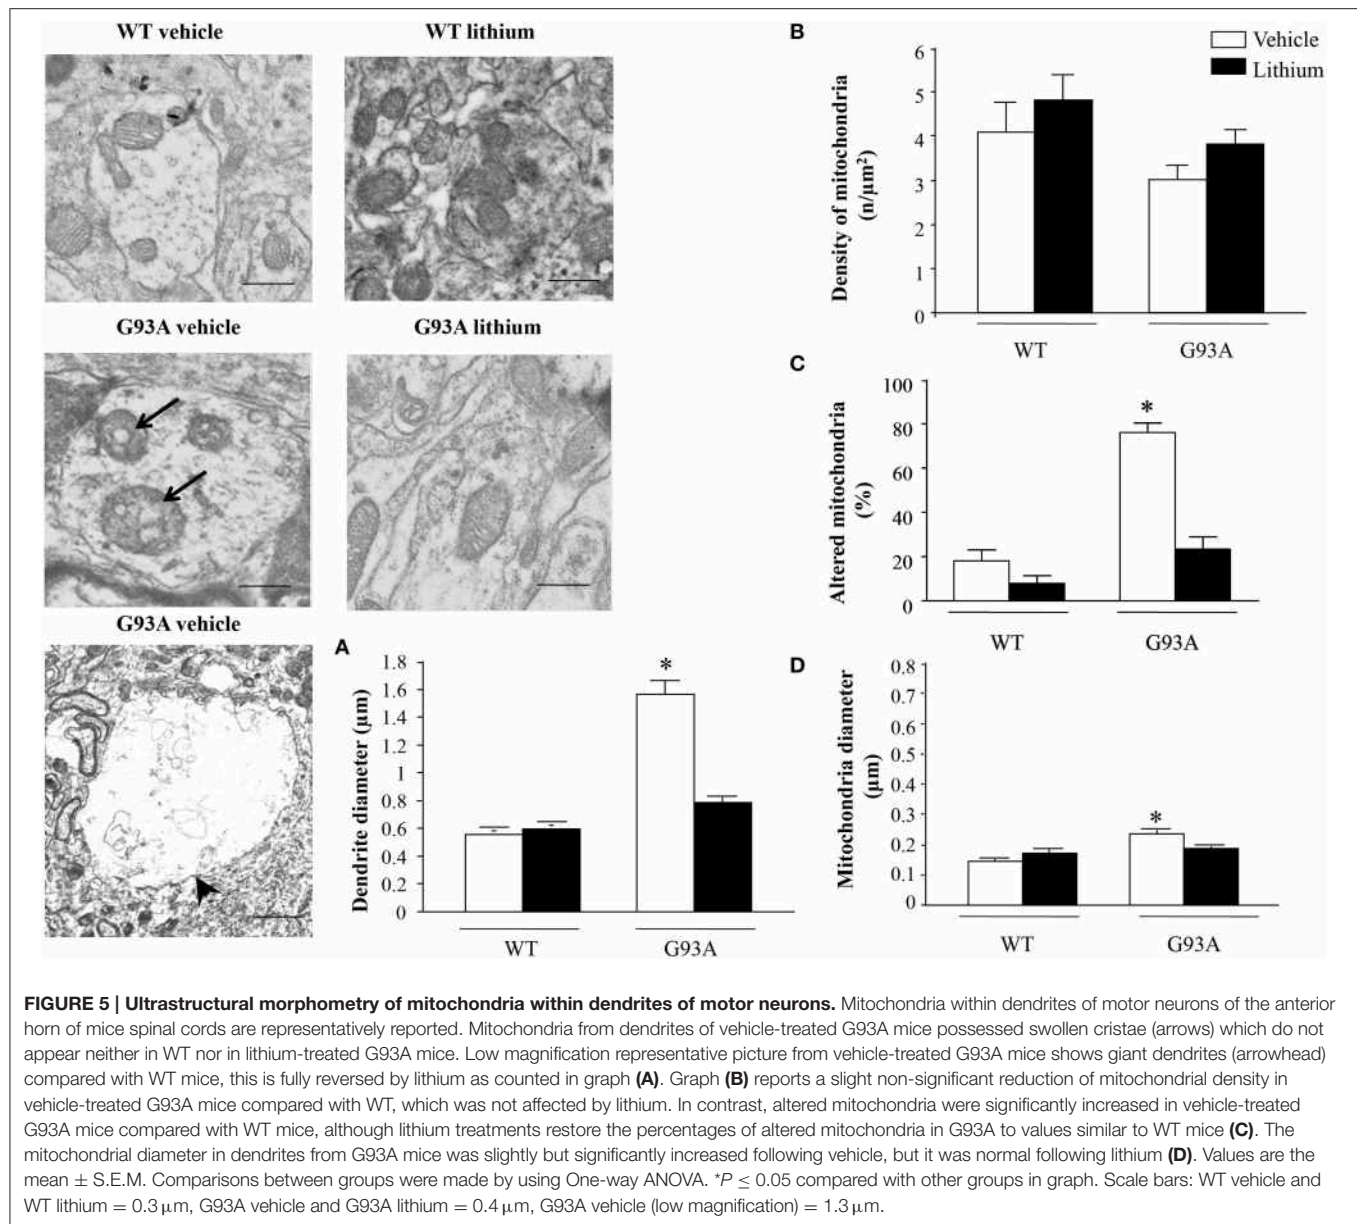 WT vehicle
WT lithium
G93A vehicle
G93A lithium
G93A vehicle
A
Dendrite diameter (μm)
1.8
1.6
1.4
1.2
1
0.8
0.6
0.4
0.2
0
*
WT
G93A
B
Vehicle
Lithium
Density of mitochondria
(n/μm²)
6
5
4
3
2
1
0
WT
G93A
C
Altered mitochondria
(%)
100
80
60
40
20
0
*
WT
G93A
D
Mitochondria diameter
(μm)
0.8
0.7
0.6
0.5
0.4
0.3
0.2
0.1
0
*
WT
G93A
FIGURE 5 | Ultrastructural morphometry of mitochondria within dendrites of motor neurons. Mitochondria within dendrites of motor neurons of the anterior
horn of mice spinal cords are representatively reported. Mitochondria from dendrites of vehicle-treated G93A mice possessed swollen cristae (arrows) which do not
appear neither in WT nor in lithium-treated G93A mice. Low magnification representative picture from vehicle-treated G93A mice shows giant dendrites (arrowhead)
compared with WT mice, this is fully reversed by lithium as counted in graph (A). Graph (B) reports a slight non-significant reduction of mitochondrial density in
vehicle-treated G93A mice compared with WT, which was not affected by lithium. In contrast, altered mitochondria were significantly increased in vehicle-treated
G93A mice compared with WT mice, although lithium treatments restore the percentages of altered mitochondria in G93A to values similar to WT mice (C). The
mitochondrial diameter in dendrites from G93A mice was slightly but significantly increased following vehicle, but it was normal following lithium (D). Values are the
mean ± S.E.M. Comparisons between groups were made by using One-way ANOVA. *P ≤ 0.05 compared with other groups in graph. Scale bars: WT vehicle and
WT lithium = 0.3 μm, G93A vehicle and G93A lithium = 0.4 μm, G93A vehicle (low magnification) = 1.3 μm.